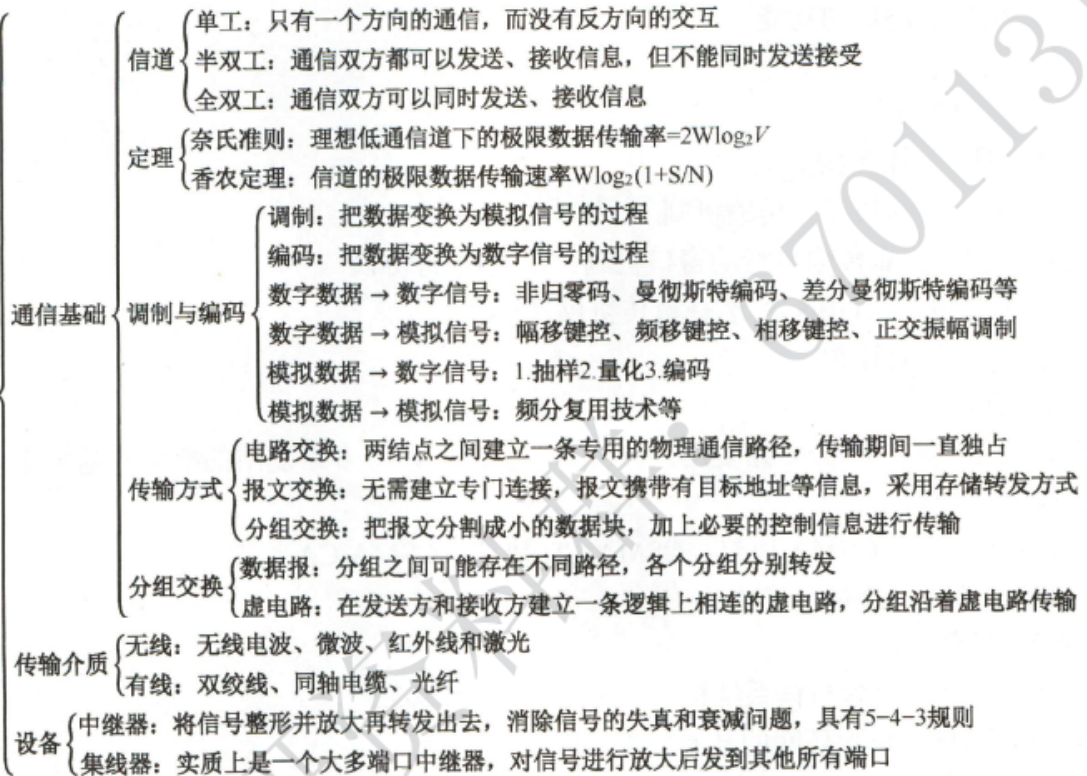 信道
单工：只有一个方向的通信，而没有反方向的交互
半双工：通信双方都可以发送、接收信息，但不能同时发送接受
全双工：通信双方可以同时发送、接收信息
定理
奈氏准则：理想低通信道下的极限数据传输率=2Wlog₂V
香农定理：信道的极限数据传输速率Wlog₂(1+S/N)
通信基础
调制与编码
调制：把数据变换为模拟信号的过程
编码：把数据变换为数字信号的过程
数字数据 → 数字信号：非归零码、曼彻斯特编码、差分曼彻斯特编码等
数字数据 → 模拟信号：幅移键控、频移键控、相移键控、正交振幅调制
模拟数据 → 数字信号：1.抽样2.量化3.编码
模拟数据 → 模拟信号：频分复用技术等
传输方式
电路交换：两结点之间建立一条专用的物理通信路径，传输期间一直独占
报文交换：无需建立专门连接，报文携带有目标地址等信息，采用存储转发方式
分组交换：把报文分割成小的数据块，加上必要的控制信息进行传输
分组交换
数据报：分组之间可能存在不同路径，各个分组分别转发
虚电路：在发送方和接收方建立一条逻辑上相连的虚电路，分组沿着虚电路传输
传输介质
无线：无线电波、微波、红外线和激光
有线：双绞线、同轴电缆、光纤
设备
中继器：将信号整形并放大再转发出去，消除信号的失真和衰减问题，具有5-4-3规则
集线器：实质上是一个大多端口中继器，对信号进行放大后发到其他所有端口
资料群：670113